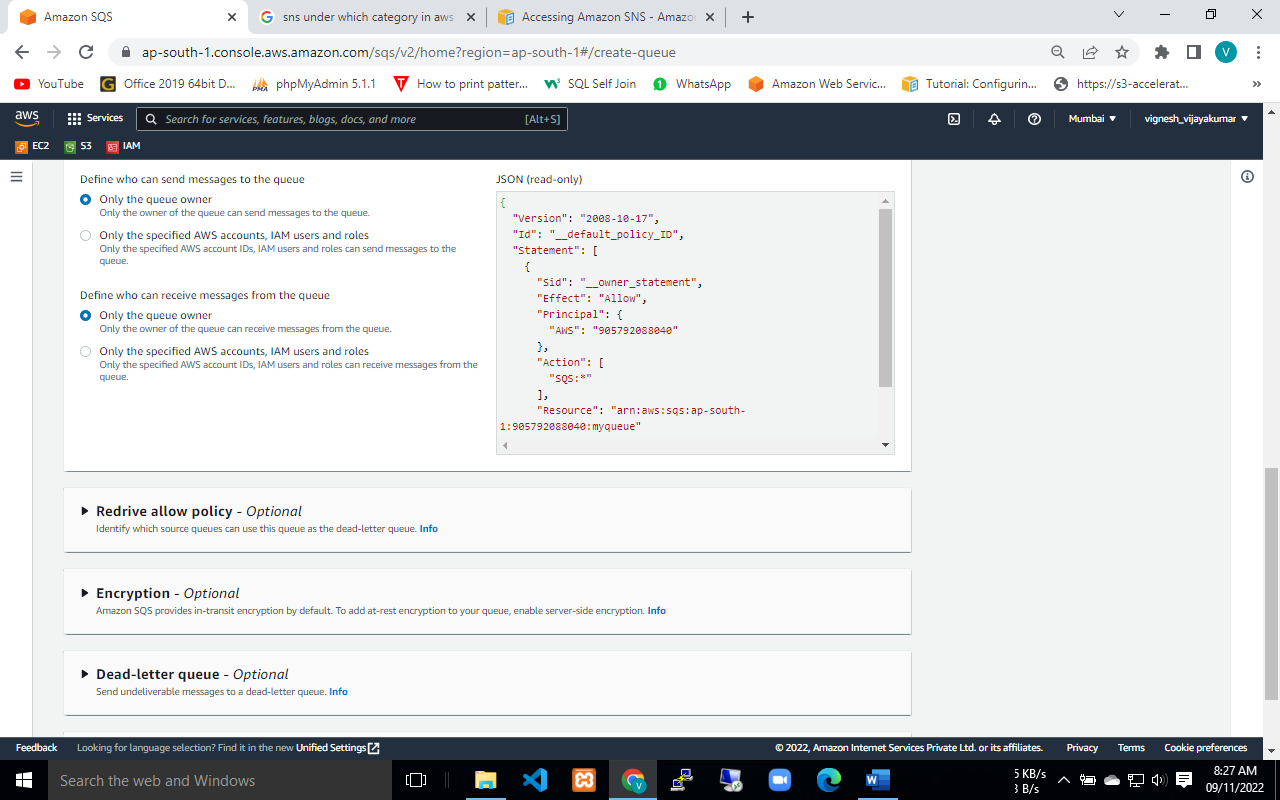 Amazon SQS
sns under which category in aws
Accessing Amazon SNS - Amazo
ap-south-1.console.aws.amazon.com/sqs/v2/home?region=ap-south-1#/create-queue
V
YouTube
Office 2019 64bit D...
phpMyAdmin 5.1.1
How to print patter...
SQL Self Join
WhatsApp
Amazon Web Servic...
Tutorial: Configurin...
https://s3-accelerat...
»
aws
Services
Search for services, features, blogs, docs, and more
[Alt+S]
Mumbai
vignesh_vijayakumar
EC2
S3
IAM
Define who can send messages to the queue
Only the queue owner
Only the owner of the queue can send messages to the queue.
Only the specified AWS accounts, IAM users and roles
Only the specified AWS account IDs, IAM users and roles can send messages to the
queue.
Define who can receive messages from the queue
Only the queue owner
Only the owner of the queue can receive messages from the queue.
Only the specified AWS accounts, IAM users and roles
Only the specified AWS account IDs, IAM users and roles can receive messages from the
queue.
JSON (read-only)
{
"Version": "2008-10-17",
"Id": "__default_policy_ID",
"Statement": [
{
"Sid": "__owner_statement",
"Effect": "Allow",
"Principal": {
"AWS": "905792088040"
},
"Action": [
"SQS:*"
],
"Resource": "arn:aws:sqs:ap-south-
1:905792088040:myqueue"
Redrive allow policy - Optional
Identify which source queues can use this queue as the dead-letter queue. Info
Encryption - Optional
Amazon SQS provides in-transit encryption by default. To add at-rest encryption to your queue, enable server-side encryption. Info
Dead-letter queue - Optional
Send undeliverable messages to a dead-letter queue. Info
Feedback
Looking for language selection? Find it in the new Unified Settings
© 2022, Amazon Internet Services Private Ltd. or its affiliates.
Privacy
Terms
Cookie preferences
Search the web and Windows
5 KB/s
3 B/s
8:27 AM
09/11/2022